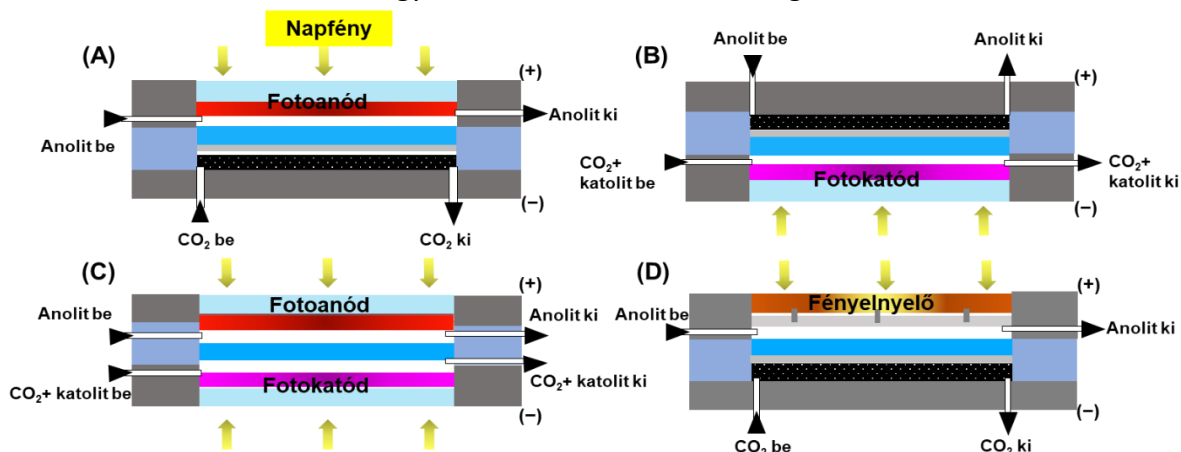 Napfény
(A)
(+)
Fotoanód
Anolit ki
Anolit be
(–)
CO₂ be
CO₂ ki
(B)
Anolit be
Anolit ki
(+)
CO₂+
katolit be
CO₂+
katolit ki
Fotokatód
(–)
(C)
(+)
Fotoanód
Anolit be
Anolit ki
CO₂+ katolit be
CO₂+ katolit ki
Fotokatód
(–)
(D)
(+)
Fényelnyelő
Anolit be
Anolit ki
(–)
CO₂ be
CO₂ ki